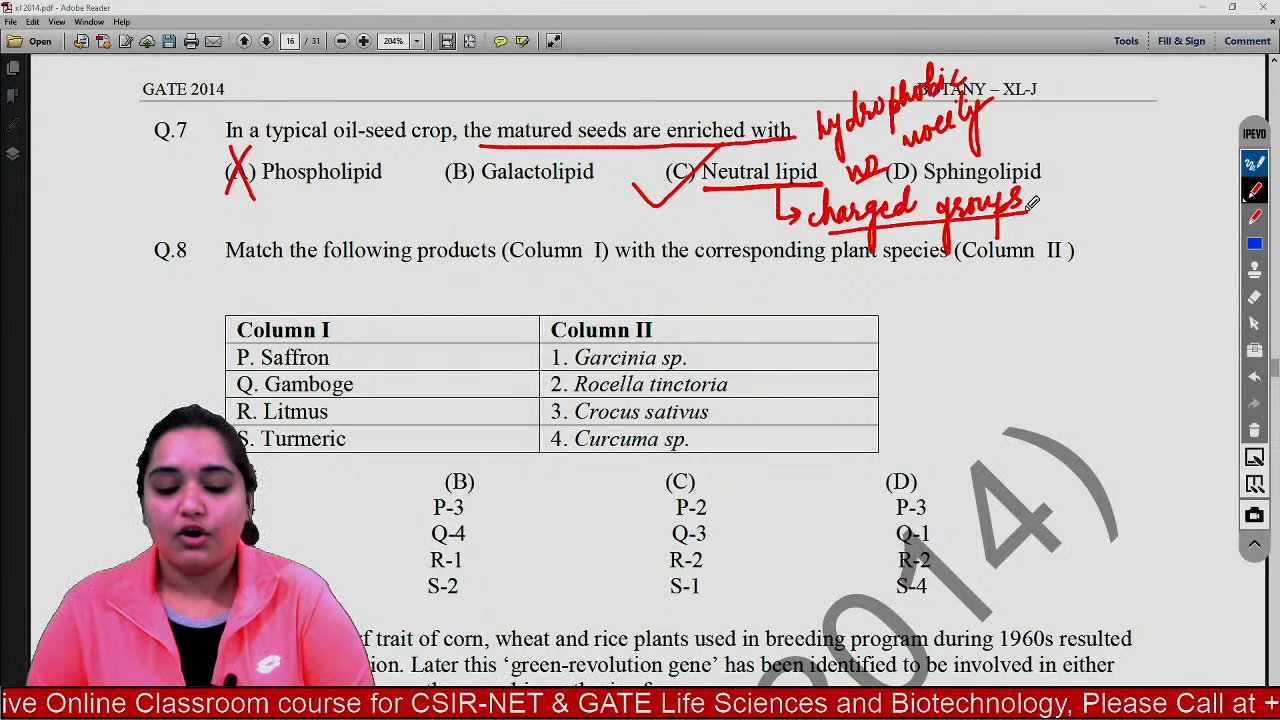 xl 2014.pdf - Adobe Reader
File Edit View Window Help
Open 16 / 31 204% Tools Fill & Sign Comment
GATE 2014 BOTANY – XL-J
hydrophobic
Q.7 In a typical oil-seed crop, the matured seeds are enriched with
(A) Phospholipid (B) Galactolipid (C) Neutral lipid no (D) Sphingolipid
charged groups
Q.8 Match the following products (Column I) with the corresponding plant species (Column II )
Column I Column II
P. Saffron 1. Garcinia sp.
Q. Gamboge 2. Rocella tinctoria
R. Litmus 3. Crocus sativus
S. Turmeric 4. Curcuma sp.
(B) (C) (D)
P-3 P-2 P-3
Q-4 Q-3 Q-1
R-1 R-2 R-2
S-2 S-1 S-4
2014)
f trait of corn, wheat and rice plants used in breeding program during 1960s resulted
ion. Later this ‘green-revolution gene’ has been identified to be involved in either
IPEVO
ive Online Classroom course for CSIR-NET & GATE Life Sciences and Biotechnology, Please Call at +